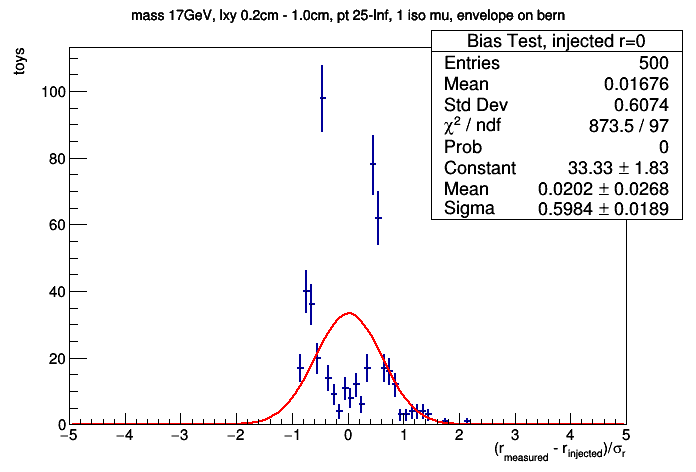 mass 17GeV, lxy 0.2cm - 1.0cm, pt 25-Inf, 1 iso mu, envelope on bern
Bias Test, injected r=0
Entries 500
Mean 0.01676
Std Dev 0.6074
χ² / ndf 873.5 / 97
Prob 0
Constant 33.33 ± 1.83
Mean 0.0202 ± 0.0268
Sigma 0.5984 ± 0.0189
toys
100
80
60
40
20
0
−5 −4 −3 −2 −1 0 1 2 3 4 5
(r_measured - r_injected)/σ_r